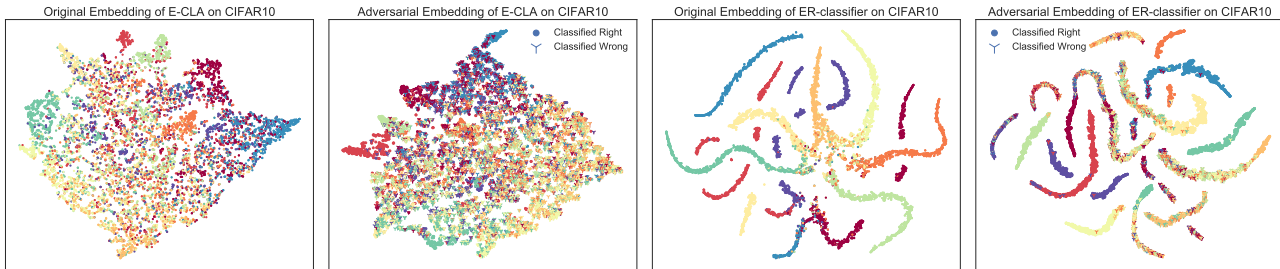 Original Embedding of E-CLA on CIFAR10
Adversarial Embedding of E-CLA on CIFAR10
Classified Right
Classified Wrong
Original Embedding of ER-classifier on CIFAR10
Adversarial Embedding of ER-classifier on CIFAR10
Classified Right
Classified Wrong